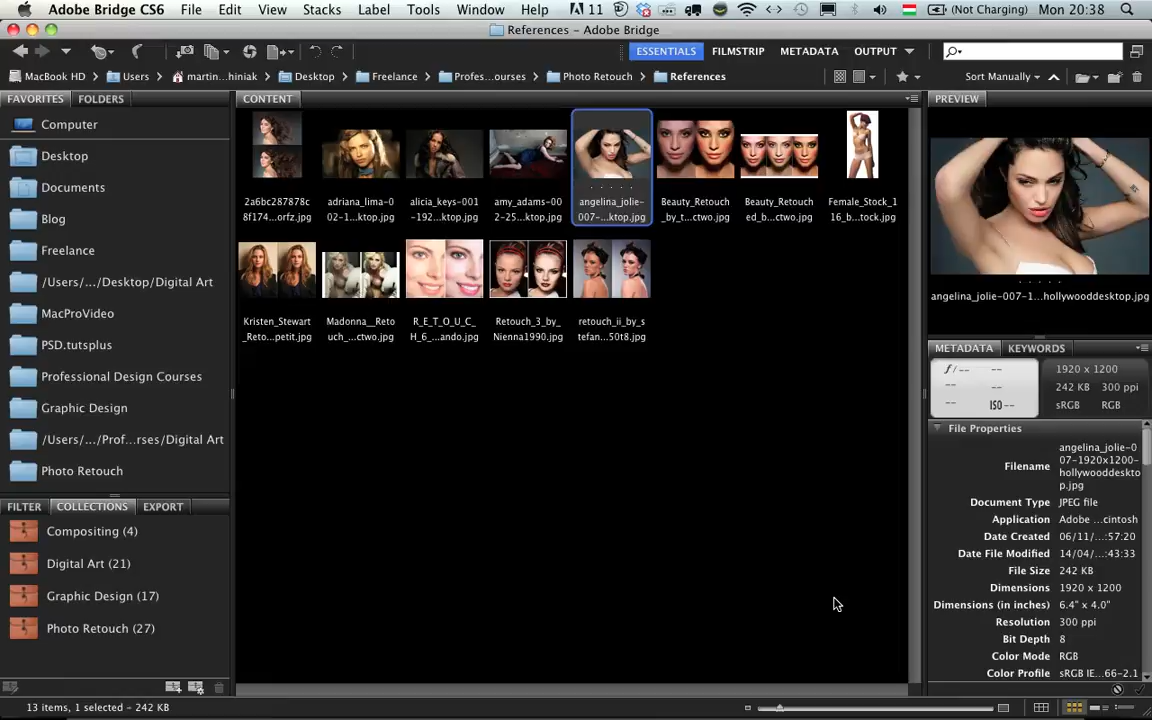 Adobe Bridge CS6 File Edit View Stacks Label Tools Window Help 11 (Not Charging) Mon 20:38
References – Adobe Bridge
ESSENTIALS FILMSTRIP METADATA OUTPUT
MacBook HD Users martin...hiniak Desktop Freelance Profes...ourses Photo Retouch References Sort Manually
FAVORITES FOLDERS
Computer
Desktop
Documents
Blog
Freelance
/Users/.../Desktop/Digital Art
MacProVideo
PSD.tutsplus
Professional Design Courses
Graphic Design
/Users/.../Prof...rses/Digital Art
Photo Retouch
FILTER COLLECTIONS EXPORT
Compositing (4)
Digital Art (21)
Graphic Design (17)
Photo Retouch (27)
CONTENT
2a6bc287878c
8f174...orfz.jpg
adriana_lima-0
02-1...ktop.jpg
alicia_keys-001
-192...ktop.jpg
amy_adams-00
2-25...ktop.jpg
angelina_jolie-
007-...ktop.jpg
Beauty_Retouch
_by_t...ctwo.jpg
Beauty_Retouch
ed_b...ctwo.jpg
Female_Stock_1
16_b...tock.jpg
Kristen_Stewart
_Reto...petit.jpg
Madonna__Reto
uch_...ctwo.jpg
R_E_T_O_U_C_
H_6_...ando.jpg
Retouch_3_by_
Nienna1990.jpg
retouch_ii_by_s
tefan...50t8.jpg
PREVIEW
angelina_jolie-007-1...hollywooddesktop.jpg
METADATA KEYWORDS
f/-- --
-- --
-- ISO --
1920 x 1200
242 KB 300 ppi
sRGB RGB
File Properties
Filename angelina_jolie-0
07-1920x1200-
hollywooddeskto
p.jpg
Document Type JPEG file
Application Adobe ...cintosh
Date Created 06/11/...:57:20
Date File Modified 14/04/...:43:33
File Size 242 KB
Dimensions 1920 x 1200
Dimensions (in inches) 6.4" x 4.0"
Resolution 300 ppi
Bit Depth 8
Color Mode RGB
Color Profile sRGB IE...66-2.1
13 items, 1 selected - 242 KB